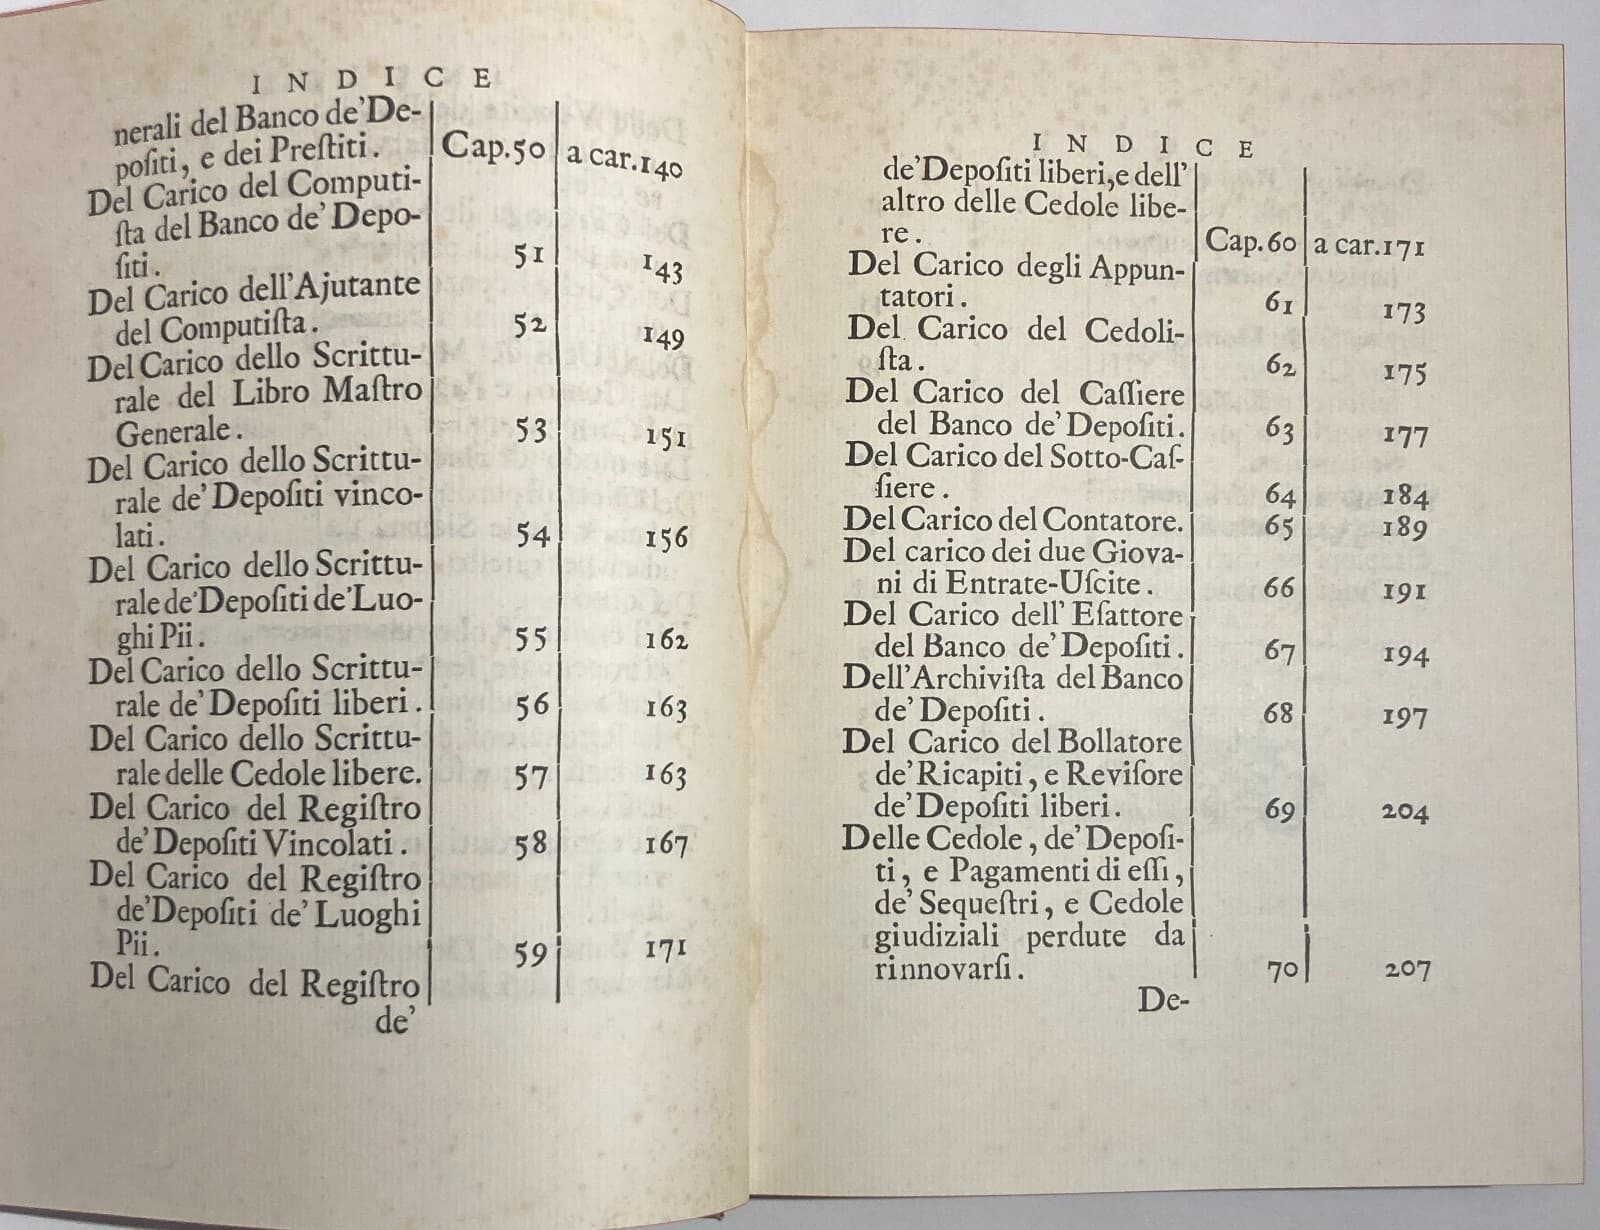 INDICE
nerali del Banco de'De-
poſiti, e dei Preſtiti. Cap.50 a car.140
Del Carico del Computi-
ſta del Banco de' Depo-
ſiti. 51 143
Del Carico dell'Ajutante
del Computiſta. 52 149
Del Carico dello Scrittu-
rale del Libro Maſtro
Generale. 53 151
Del Carico dello Scrittu-
rale de' Depoſiti vinco-
lati. 54 156
Del Carico dello Scrittu-
rale de' Depoſiti de'Luo-
ghi Pii. 55 162
Del Carico dello Scrittu-
rale de' Depoſiti liberi. 56 163
Del Carico dello Scrittu-
rale delle Cedole libere. 57 163
Del Carico del Regiſtro
de' Depoſiti Vincolati. 58 167
Del Carico del Regiſtro
de'Depoſiti de' Luoghi
Pii. 59 171
Del Carico del Regiſtro
de'
INDICE
de'Depoſiti liberi,e dell'
altro delle Cedole libe-
re. Cap.60 a car.171
Del Carico degli Appun-
tatori. 61 173
Del Carico del Cedoli-
ſta. 62 175
Del Carico del Caſſiere
del Banco de' Depoſiti. 63 177
Del Carico del Sotto-Caſ-
ſiere. 64 184
Del Carico del Contatore. 65 189
Del carico dei due Giova-
ni di Entrate-Uſcite. 66 191
Del Carico dell' Eſattore
del Banco de' Depoſiti. 67 194
Dell'Archiviſta del Banco
de' Depoſiti. 68 197
Del Carico del Bollatore
de'Ricapiti, e Reviſore
de' Depoſiti liberi. 69 204
Delle Cedole, de' Depoſi-
ti, e Pagamenti di eſſi,
de' Sequeſtri, e Cedole
giudiziali perdute da
rinnovarſi. 70 207
De-